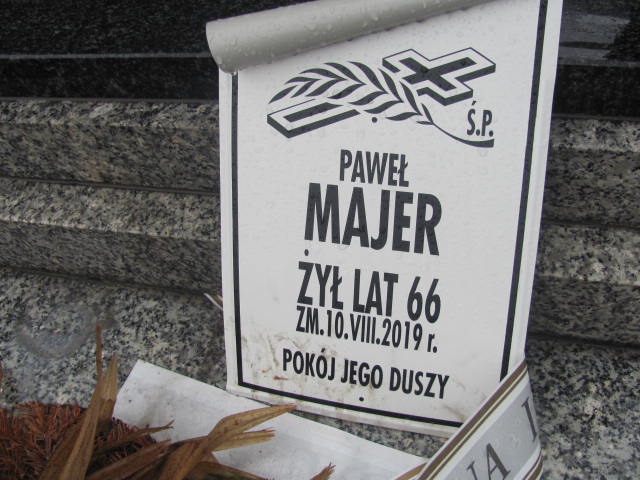 Ś.P.
PAWEŁ
MAJER
ŻYŁ LAT 66
ZM.10.VIII.2019 r.
POKÓJ JEGO DUSZY